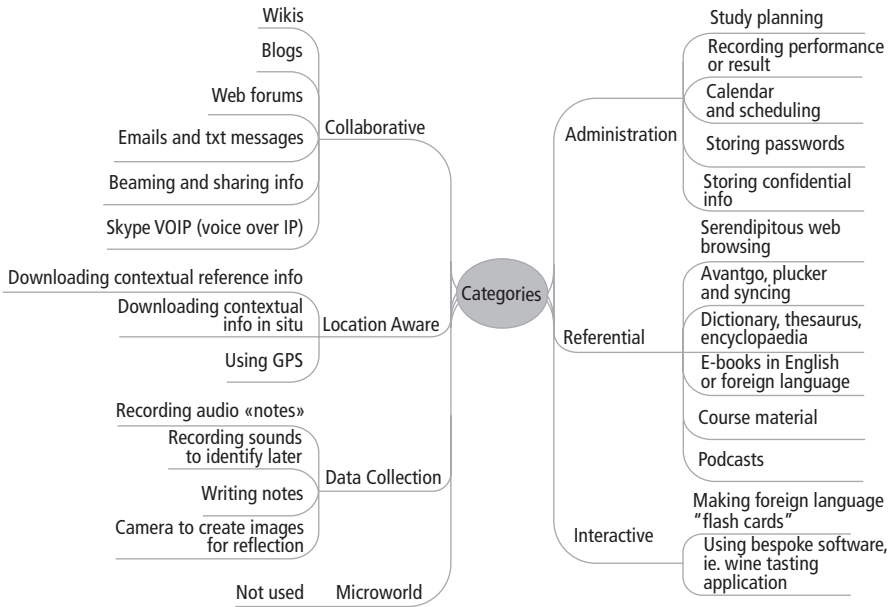 Wikis
Blogs
Web forums
Emails and txt messages
Beaming and sharing info
Skype VOIP (voice over IP)
Collaborative
Downloading contextual reference info
Downloading contextual
info in situ
Using GPS
Location Aware
Recording audio «notes»
Recording sounds
to identify later
Writing notes
Camera to create images
for reflection
Data Collection
Not used
Microworld
Categories
Administration
Study planning
Recording performance
or result
Calendar
and scheduling
Storing passwords
Storing confidential
info
Referential
Serendipitous web
browsing
Avantgo, plucker
and syncing
Dictionary, thesaurus,
encyclopaedia
E-books in English
or foreign language
Course material
Podcasts
Interactive
Making foreign language
“flash cards”
Using bespoke software,
ie. wine tasting
application